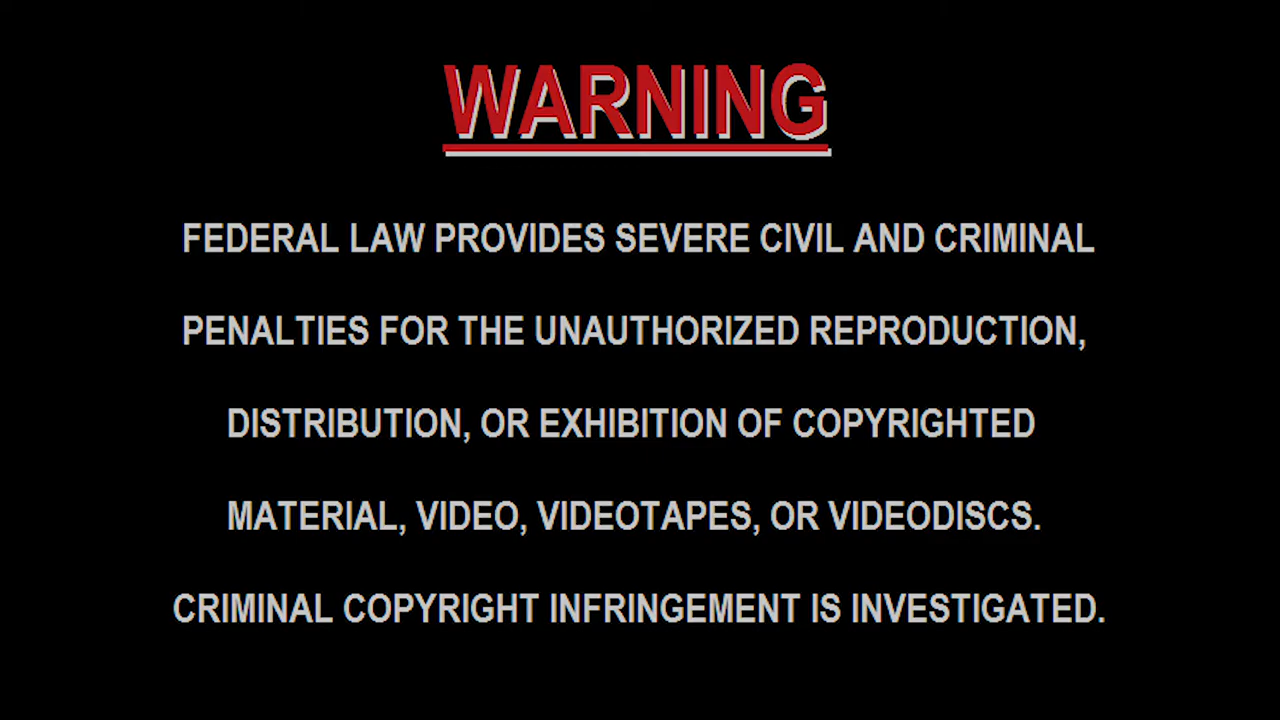 WARNING
FEDERAL LAW PROVIDES SEVERE CIVIL AND CRIMINAL
PENALTIES FOR THE UNAUTHORIZED REPRODUCTION,
DISTRIBUTION, OR EXHIBITION OF COPYRIGHTED
MATERIAL, VIDEO, VIDEOTAPES, OR VIDEODISCS.
CRIMINAL COPYRIGHT INFRINGEMENT IS INVESTIGATED.